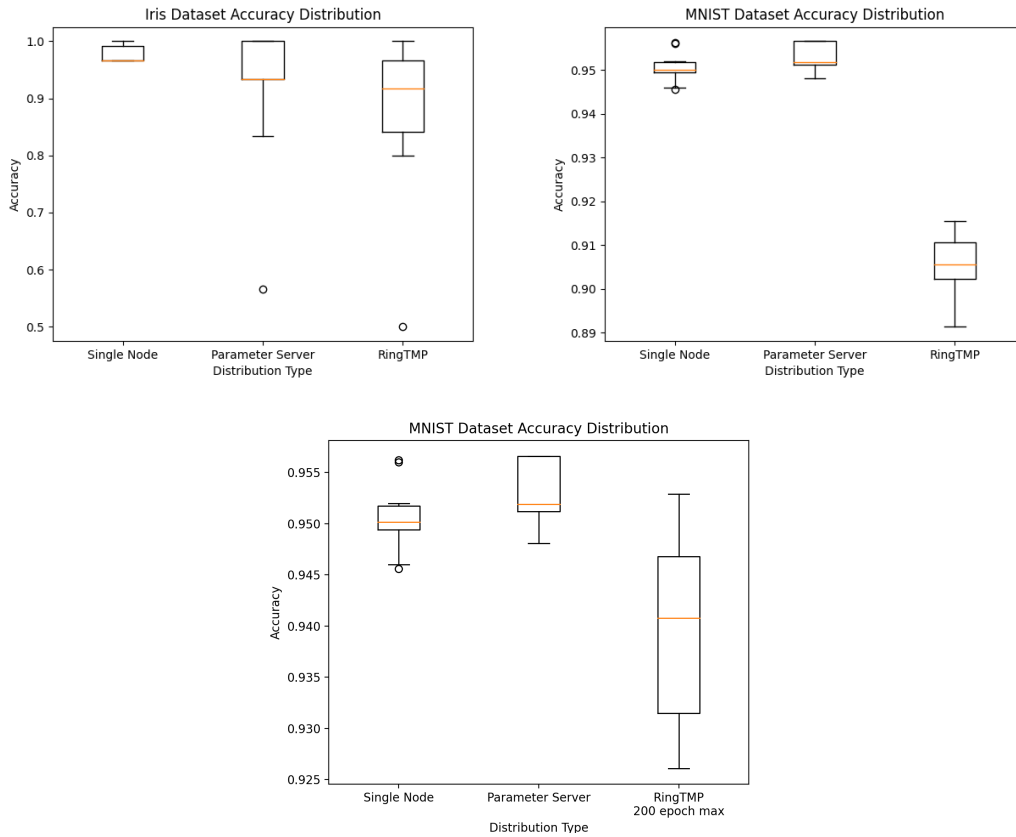 Iris Dataset Accuracy Distribution
1.0
0.9
0.8
0.7
0.6
0.5
Accuracy
Single Node
Parameter Server
RingTMP
Distribution Type
MNIST Dataset Accuracy Distribution
0.95
0.94
0.93
0.92
0.91
0.90
0.89
Accuracy
Single Node
Parameter Server
RingTMP
Distribution Type
MNIST Dataset Accuracy Distribution
0.955
0.950
0.945
0.940
0.935
0.930
0.925
Accuracy
Single Node
Parameter Server
RingTMP
200 epoch max
Distribution Type